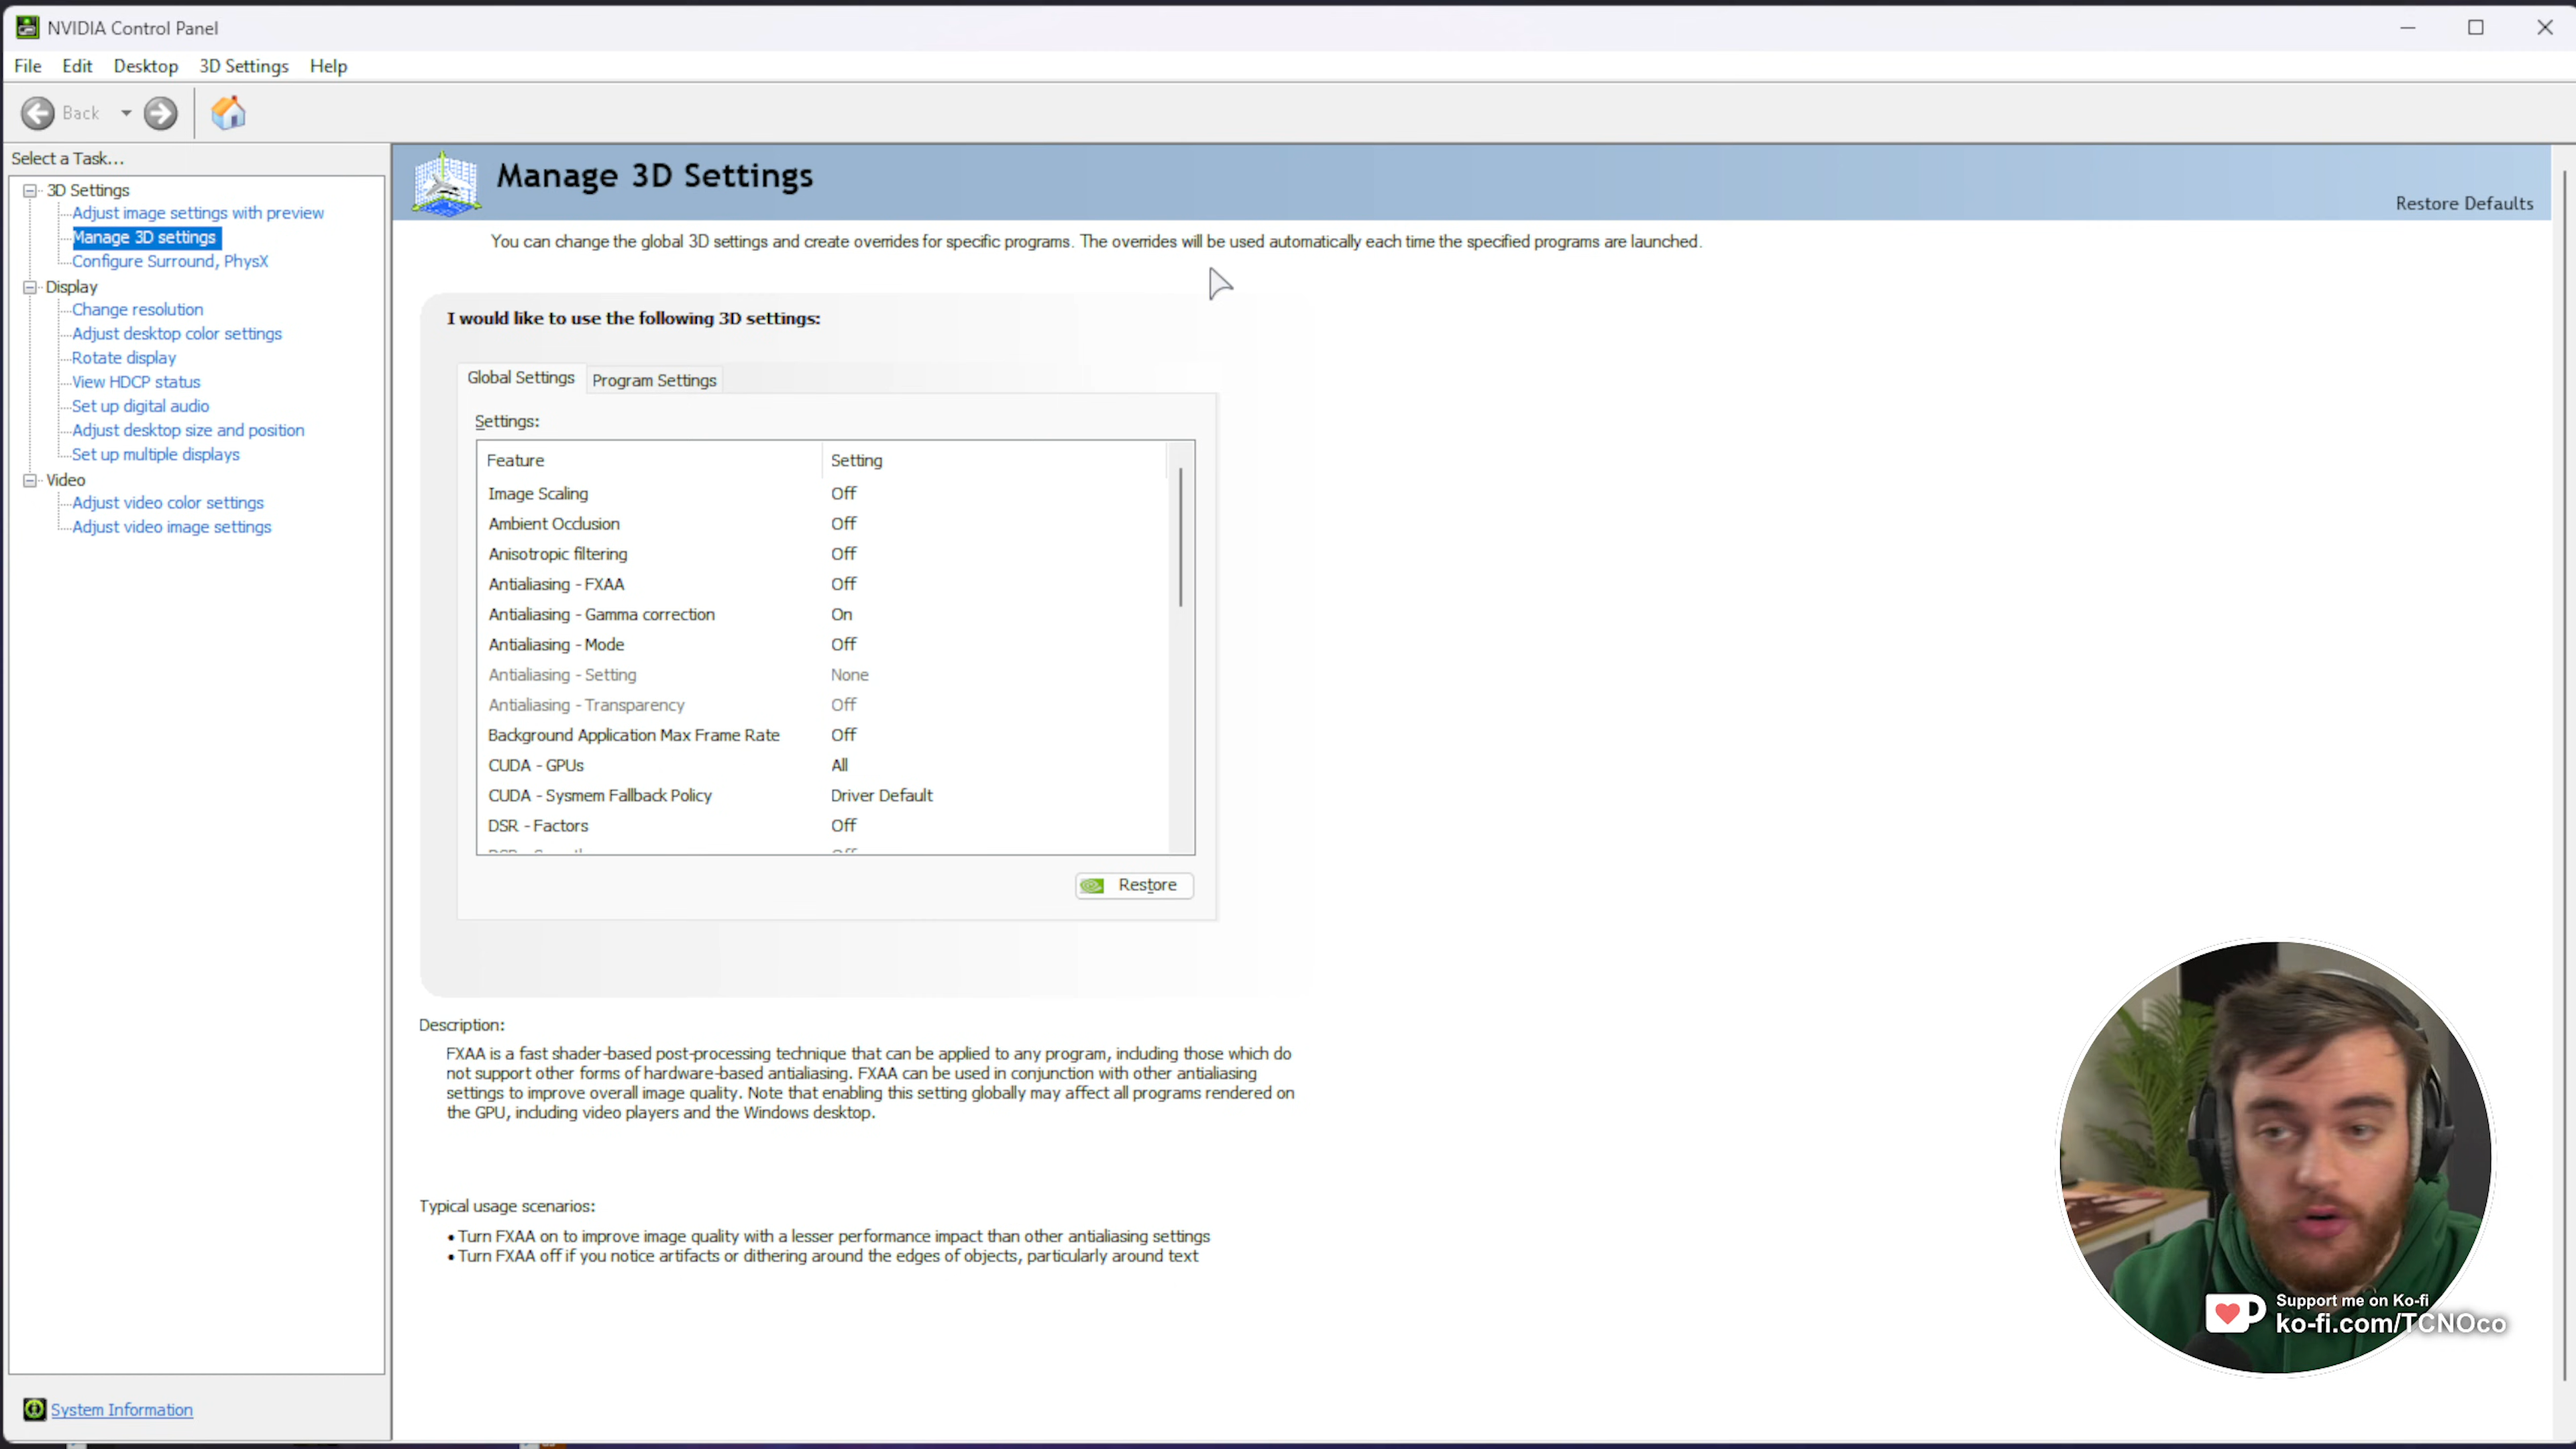 NVIDIA Control Panel
File Edit Desktop 3D Settings Help
Back
Select a Task...
3D Settings
Adjust image settings with preview
Manage 3D settings
Configure Surround, PhysX
Display
Change resolution
Adjust desktop color settings
Rotate display
View HDCP status
Set up digital audio
Adjust desktop size and position
Set up multiple displays
Video
Adjust video color settings
Adjust video image settings
System Information
Manage 3D Settings
Restore Defaults
You can change the global 3D settings and create overrides for specific programs. The overrides will be used automatically each time the specified programs are launched.
I would like to use the following 3D settings:
Global Settings Program Settings
Settings:
Feature Setting
Image Scaling Off
Ambient Occlusion Off
Anisotropic filtering Off
Antialiasing - FXAA Off
Antialiasing - Gamma correction On
Antialiasing - Mode Off
Antialiasing - Setting None
Antialiasing - Transparency Off
Background Application Max Frame Rate Off
CUDA - GPUs All
CUDA - Sysmem Fallback Policy Driver Default
DSR - Factors Off
Restore
Description:
FXAA is a fast shader-based post-processing technique that can be applied to any program, including those which do
not support other forms of hardware-based antialiasing. FXAA can be used in conjunction with other antialiasing
settings to improve overall image quality. Note that enabling this setting globally may affect all programs rendered on
the GPU, including video players and the Windows desktop.
Typical usage scenarios:
• Turn FXAA on to improve image quality with a lesser performance impact than other antialiasing settings
• Turn FXAA off if you notice artifacts or dithering around the edges of objects, particularly around text
Support me on Ko-fi
ko-fi.com/TCNOco